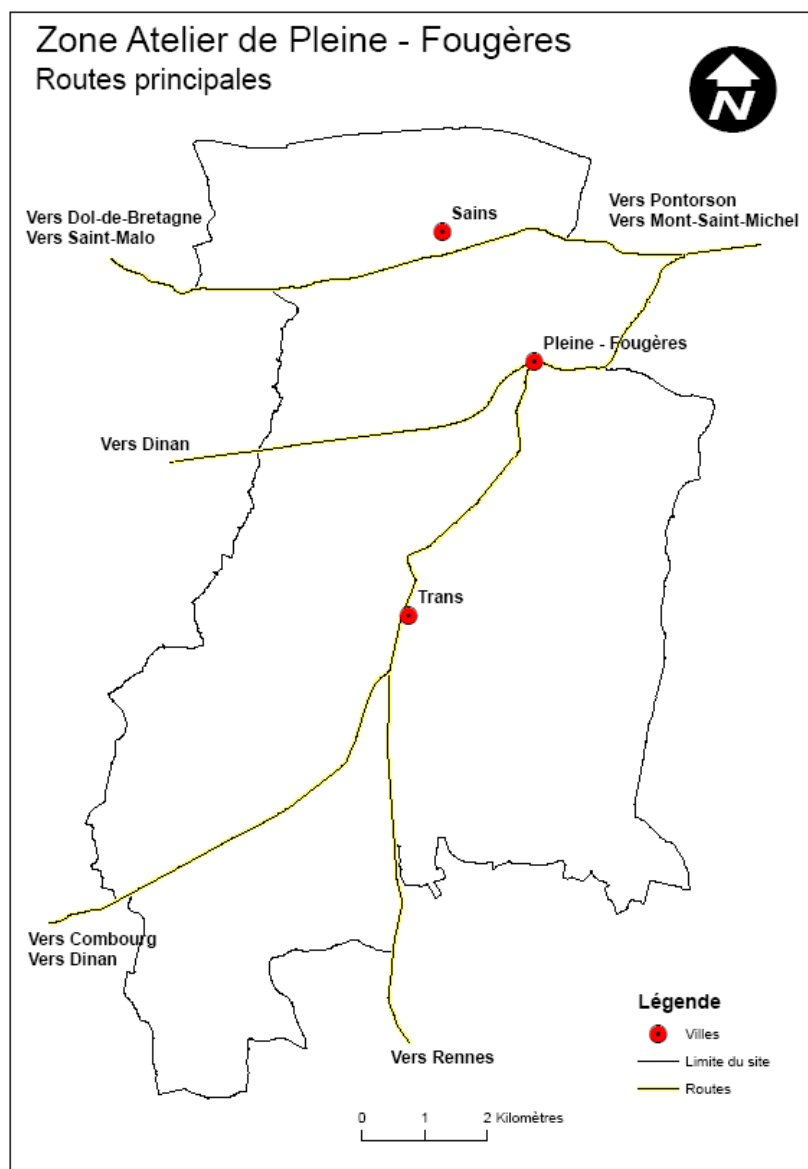 Zone Atelier de Pleine - Fougères
Routes principales
N
Sains
Vers Dol-de-Bretagne
Vers Saint-Malo
Vers Pontorson
Vers Mont-Saint-Michel
Pleine - Fougères
Vers Dinan
Trans
Vers Combourg
Vers Dinan
Vers Rennes
Légende
Villes
Limite du site
Routes
0 1 2 Kilomètres